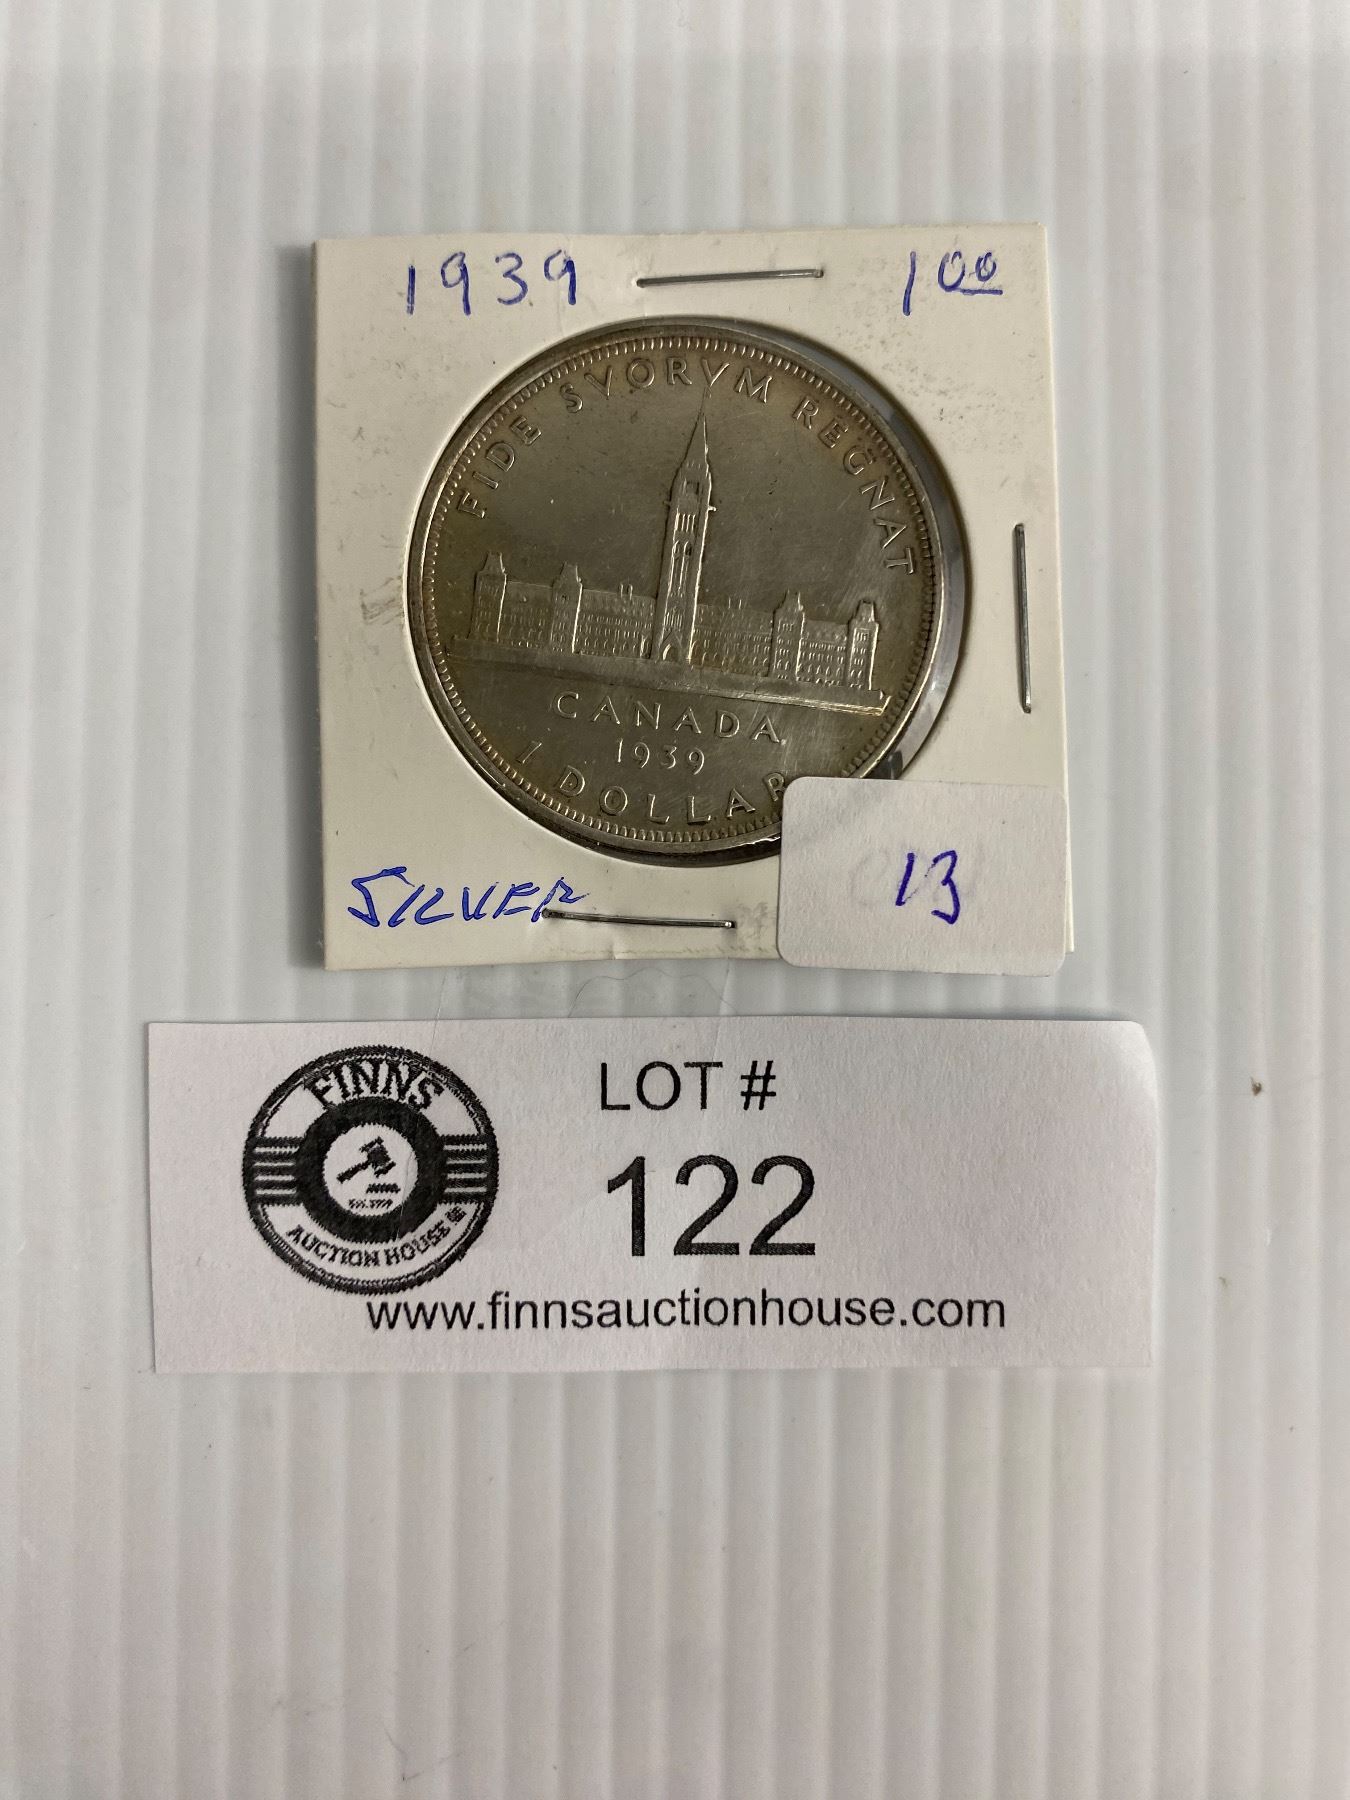 1939 1 00
FIDE SVORVM REGNAT
CANADA
1939
1 DOLLAR
SILVER
13
FINNS
AUCTION HOUSE
LOT #
122
www.finnsauctionhouse.com